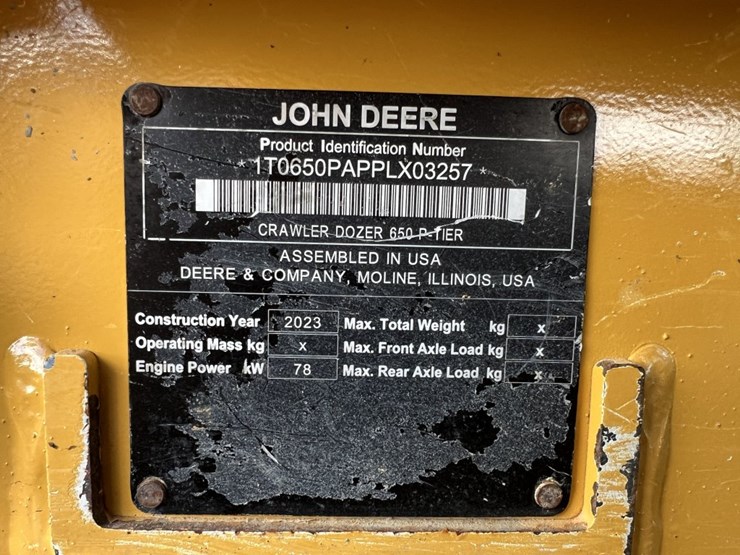 JOHN DEERE
Product Identification Number
*1T0650PAPPLX03257*
CRAWLER DOZER 650 P-TIER
ASSEMBLED IN USA
DEERE & COMPANY, MOLINE, ILLINOIS, USA
Construction Year 2023 Max. Total Weight kg x
Operating Mass kg x Max. Front Axle Load kg x
Engine Power kW 78 Max. Rear Axle Load kg x